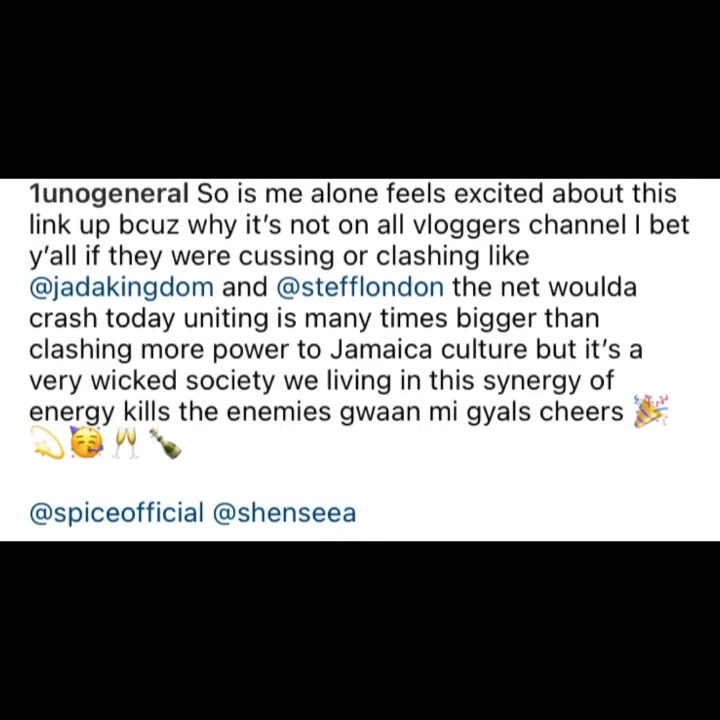 1unogeneral So is me alone feels excited about this
link up bcuz why it's not on all vloggers channel I bet
y'all if they were cussing or clashing like
@jadakingdom and @stefflondon the net woulda
crash today uniting is many times bigger than
clashing more power to Jamaica culture but it's a
very wicked society we living in this synergy of
energy kills the enemies gwaan mi gyals cheers 🎉
💫🥳🥂🍾
@spiceofficial @shenseea